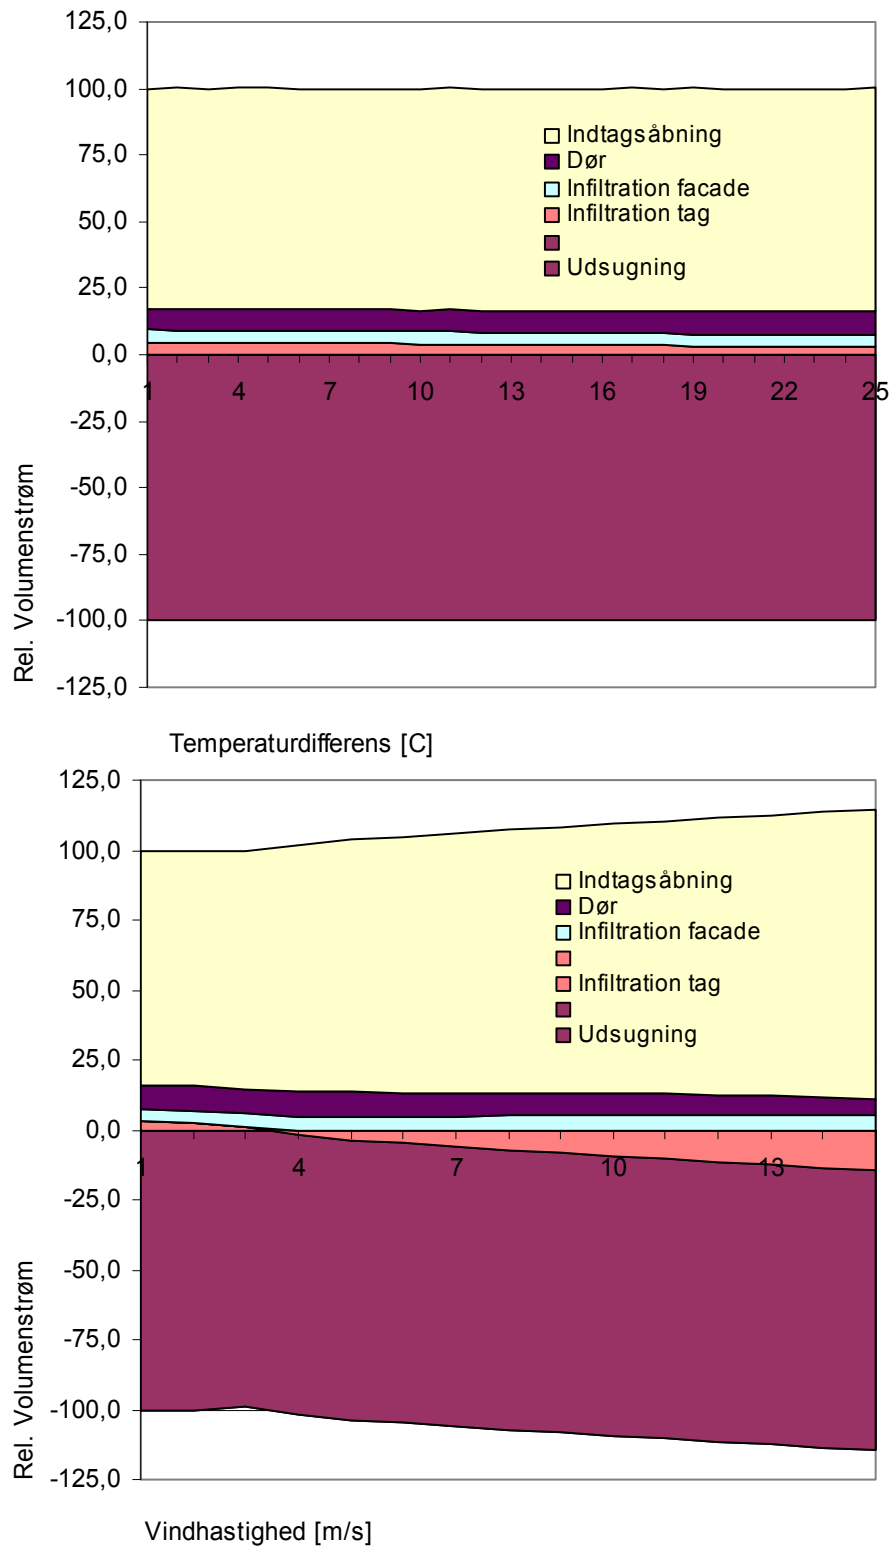 125,0
100,0
75,0
50,0
25,0
0,0
-25,0
-50,0
-75,0
-100,0
-125,0
Rel. Volumenstrøm
Indtagsåbning
Dør
Infiltration facade
Infiltration tag
Udsugning
1 4 7 10 13 16 19 22 25
Temperaturdifferens [C]
125,0
100,0
75,0
50,0
25,0
0,0
-25,0
-50,0
-75,0
-100,0
-125,0
Rel. Volumenstrøm
Indtagsåbning
Dør
Infiltration facade
Infiltration tag
Udsugning
1 4 7 10 13
Vindhastighed [m/s]